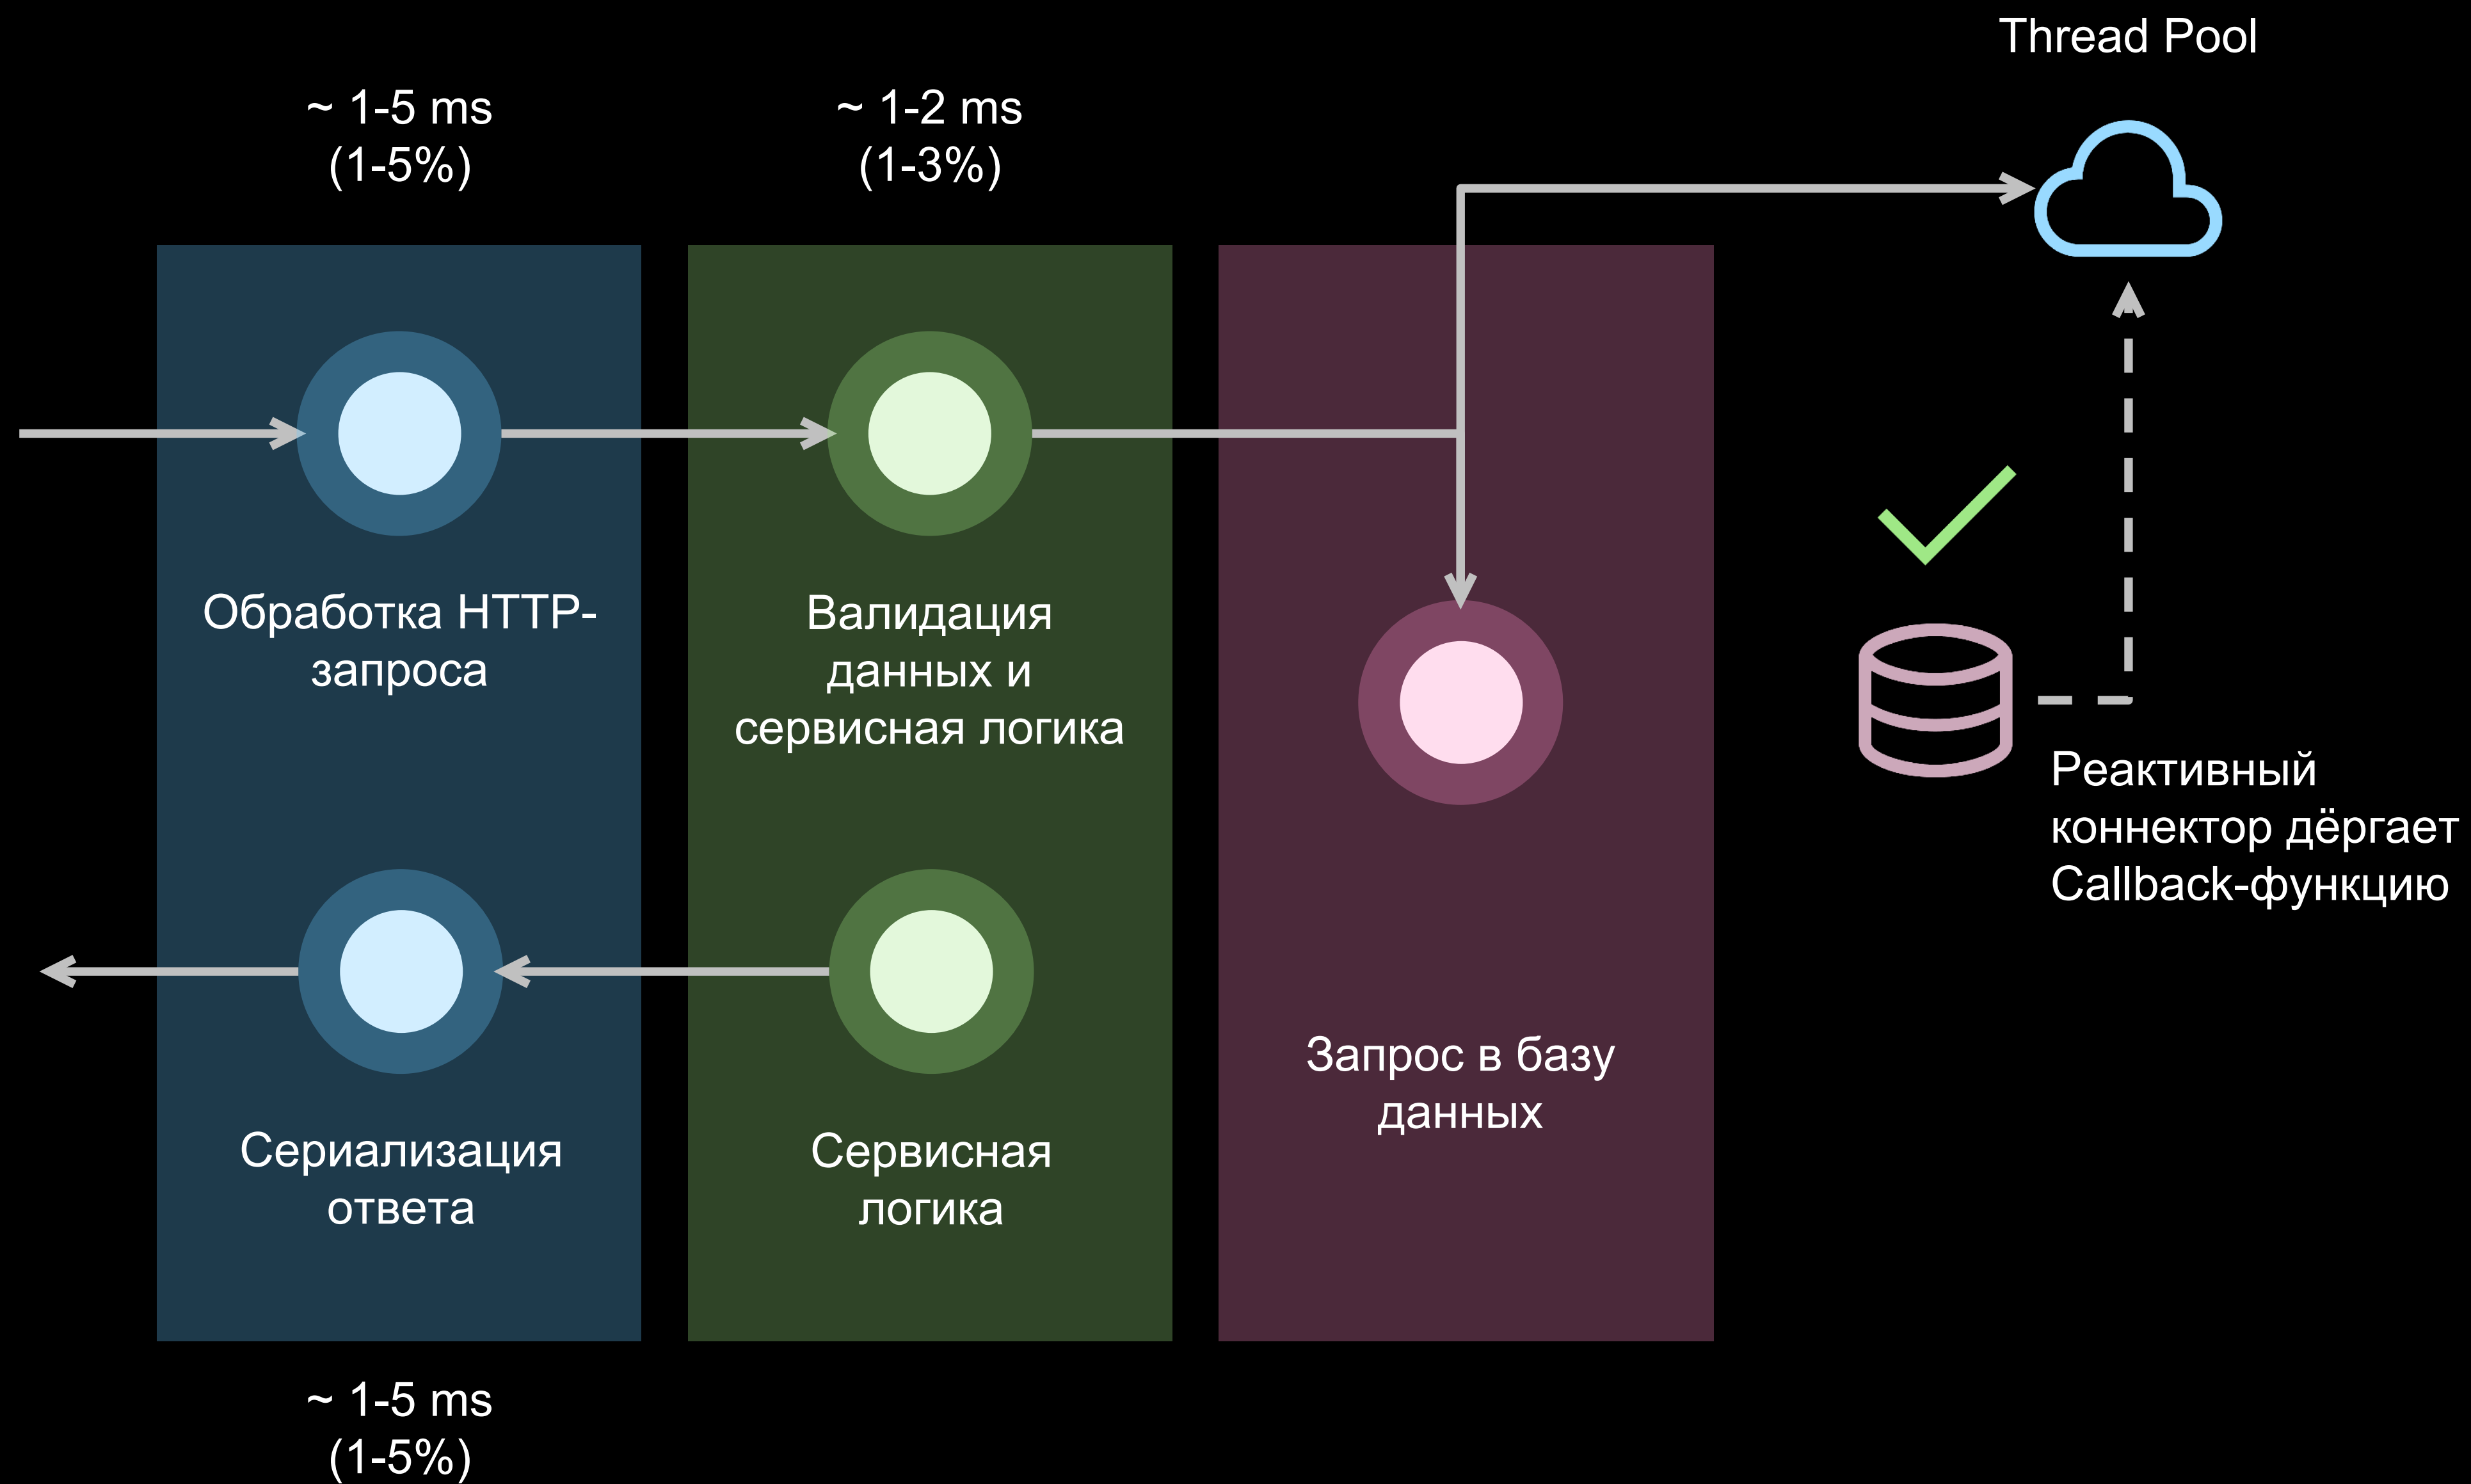 Thread Pool
~ 1-5 ms
(1-5%)
~ 1-2 ms
(1-3%)
Обработка HTTP-
запроса
Валидация
данных и
сервисная логика
Реактивный
коннектор дёргает
Callback-функцию
Запрос в базу
данных
Сериализация
ответа
Сервисная
логика
~ 1-5 ms
(1-5%)